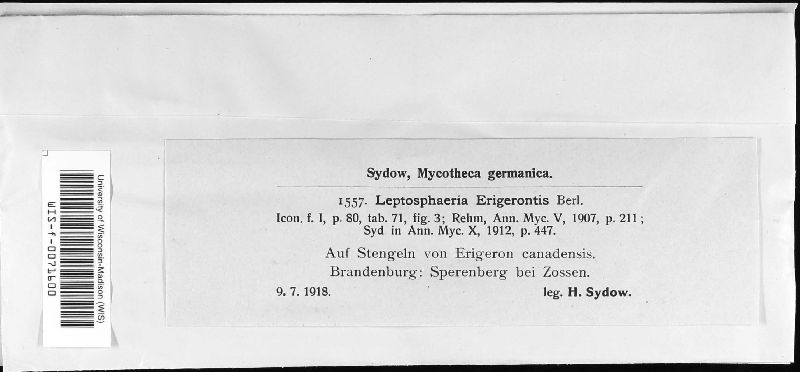 Sydow, Mycotheca germanica.
1557. Leptosphaeria Erigerontis Berl.
Icon. f. I, p. 80, tab. 71, fig. 3; Rehm, Ann. Myc. V, 1907, p. 211;
Syd in Ann. Myc. X, 1912, p. 447.
Auf Stengeln von Erigeron canadensis.
Brandenburg: Sperenberg bei Zossen.
9. 7. 1918. leg. H. Sydow.
University of Wisconsin-Madison (WIS)
WIS-f-0071600